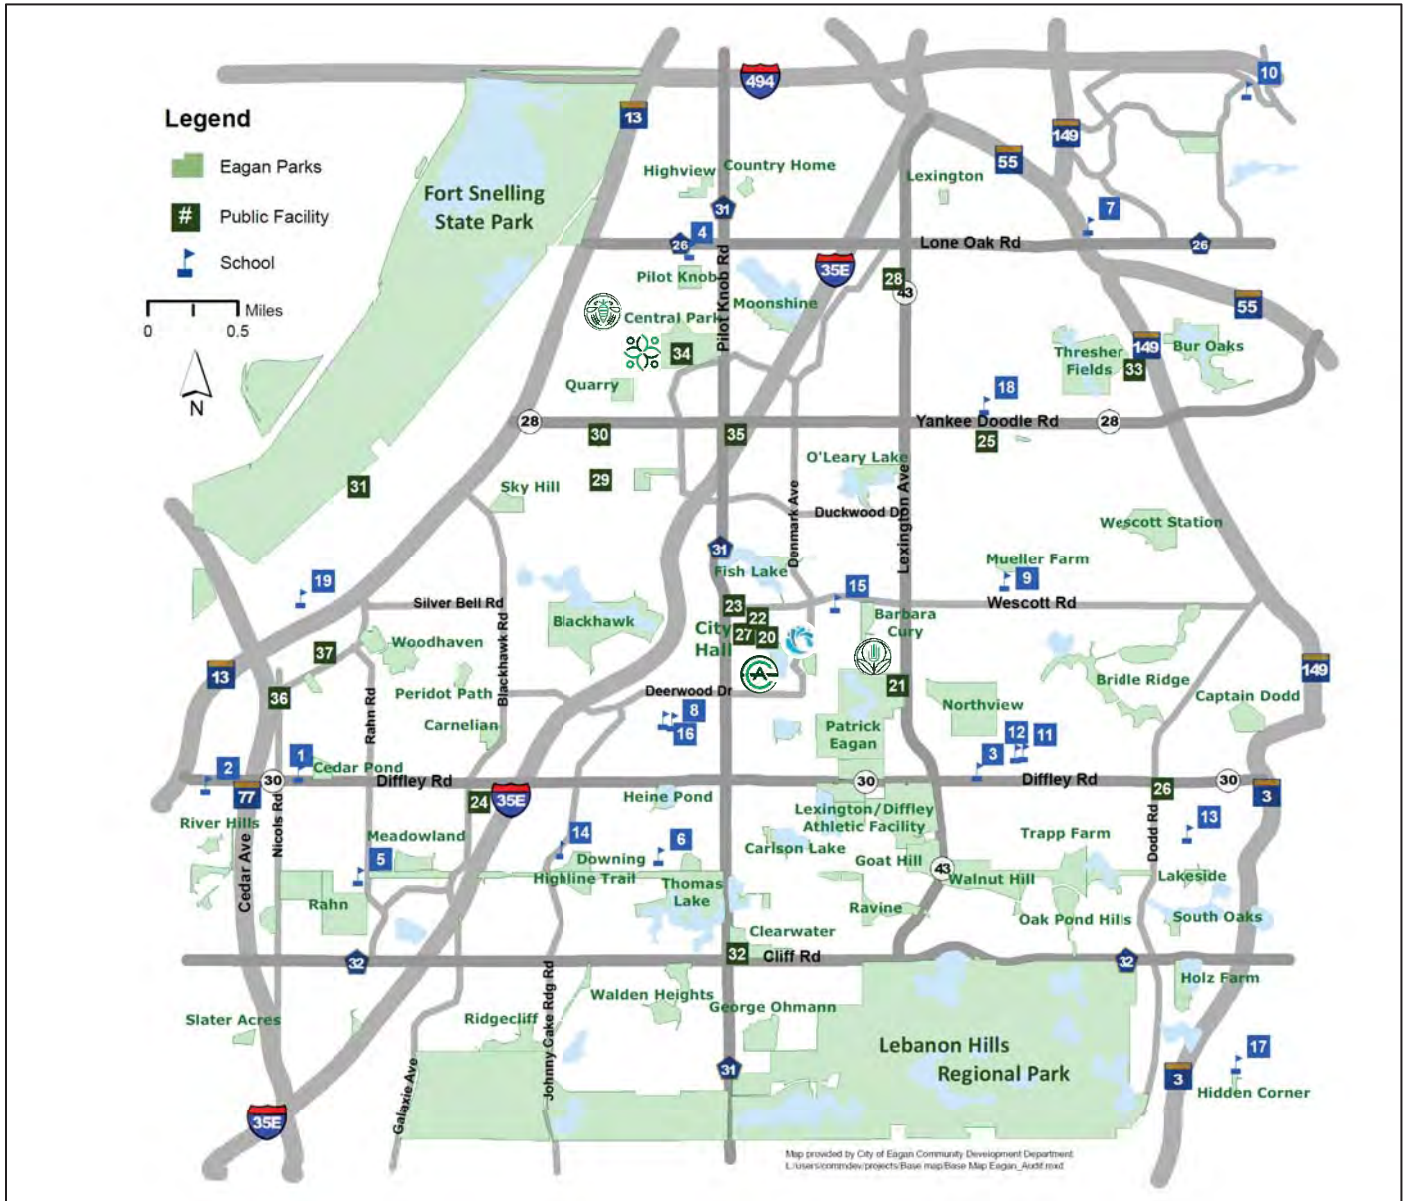 494
10
13
Legend
149
55
Eagan Parks
Highview
Country Home
Lexington
Fort Snelling
State Park
#
Public Facility
31
7
4
26
Lone Oak Rd
26
School
Pilot Knob
35E
28
43
Miles
0
0.5
Moonshine
55
Pilot Knob Rd
Central Park
34
149
Bur Oaks
Thresher
Fields
33
N
Quarry
18
28
Yankee Doodle Rd
28
30
35
25
O'Leary Lake
29
31
Sky Hill
Lexington Ave
Denmark Ave
Duckwood Dr
Wescott Station
31
Mueller Farm
Fish Lake
19
15
9
Silver Bell Rd
23
Wescott Rd
Blackhawk
22
Barbara
Cury
City
Hall
27
20
Woodhaven
37
Blackhawk Rd
CCA
13
36
Peridot Path
Deerwood Dr
21
Bridle Ridge
149
Captain Dodd
Rahn Rd
Carnelian
8
16
Northview
Patrick
Eagan
12
11
1
2
Cedar Pond
3
30
Diffley Rd
30
Diffley Rd
30
77
24
35E
Heine Pond
26
3
River Hills
Nicols Rd
Lexington/Diffley
Athletic Facility
13
Meadowland
14
6
Trapp Farm
Dodd Rd
5
Downing
Carlson Lake
Goat Hill
Cedar Ave
Highline Trail
Thomas
Lake
43
Walnut Hill
Lakeside
Rahn
Ravine
Oak Pond Hills
South Oaks
Clearwater
32
32
Cliff Rd
32
Holz Farm
Walden Heights
George Ohmann
Slater Acres
Ridgecliff
Johnny Cake Rdg Rd
Lebanon Hills
Regional Park
17
31
3
Galaxie Ave
Hidden Corner
35E
Map provided by City of Eagan Community Development Department
L:/users/commdev/projects/Base map/Base Map Eagan_Audit.mxd